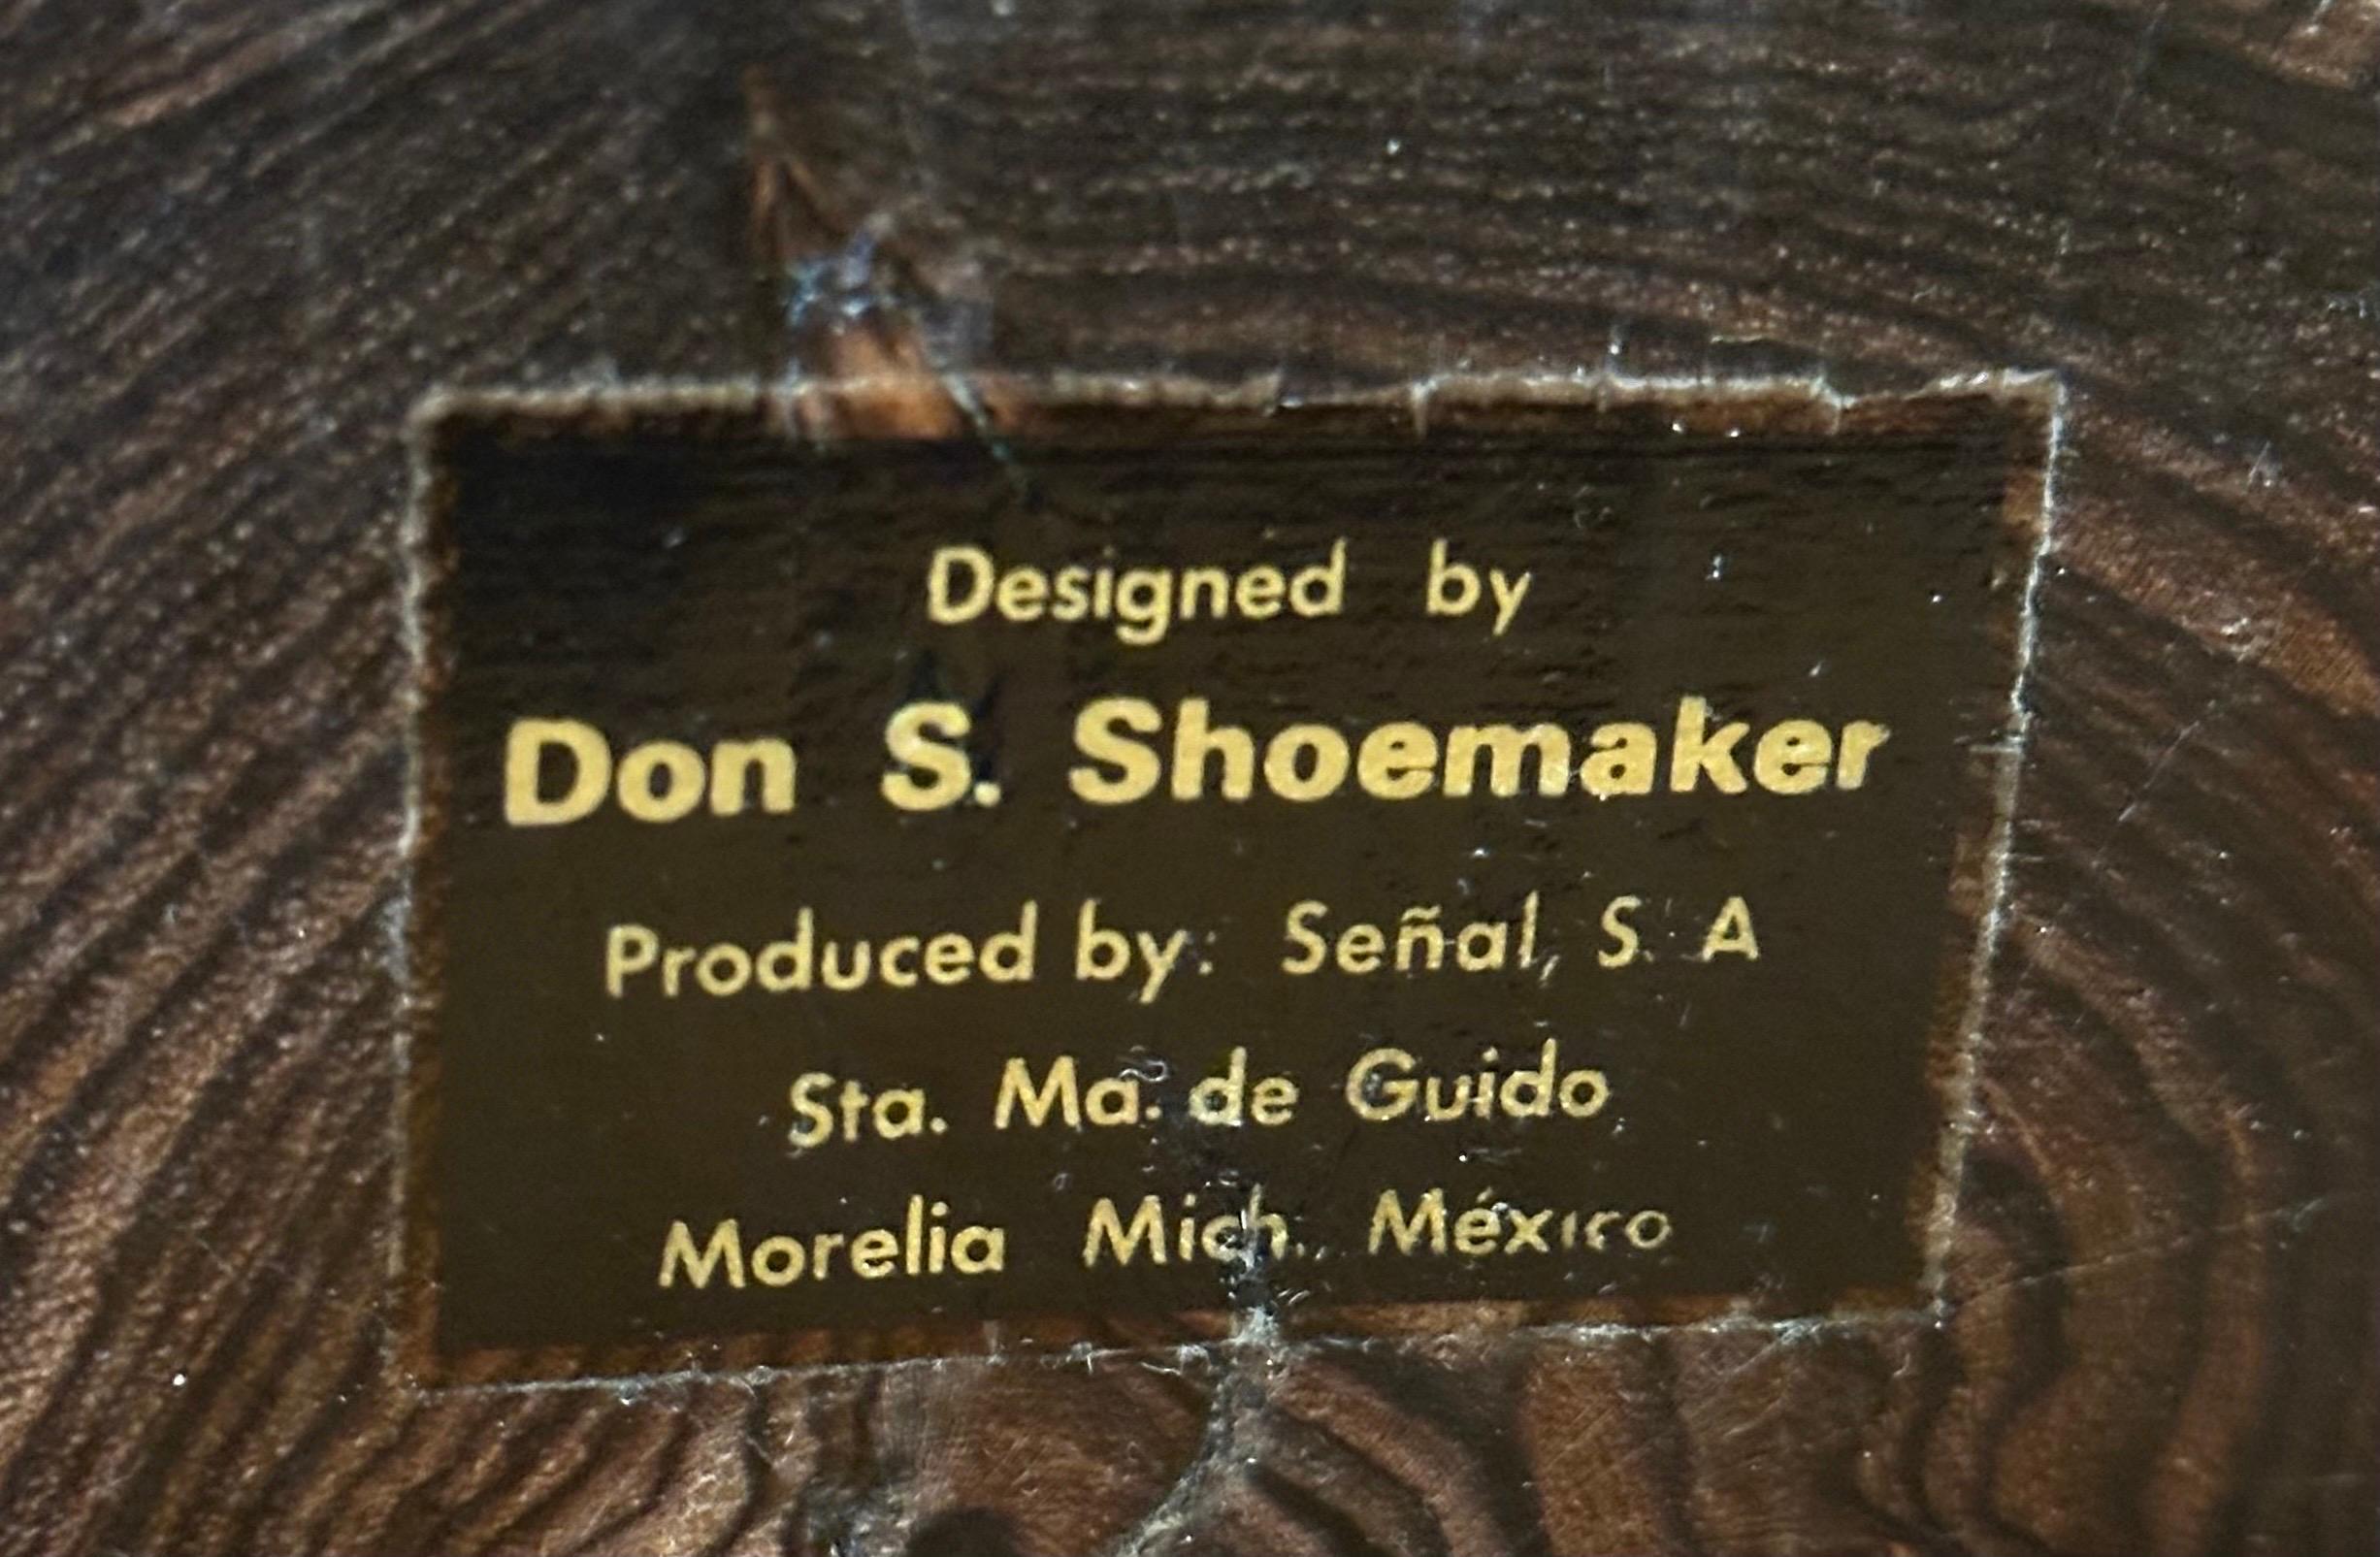 Designed by
Don S. Shoemaker
Produced by: Señal, S. A
Sta. Ma. de Guido
Morelia Mich. México